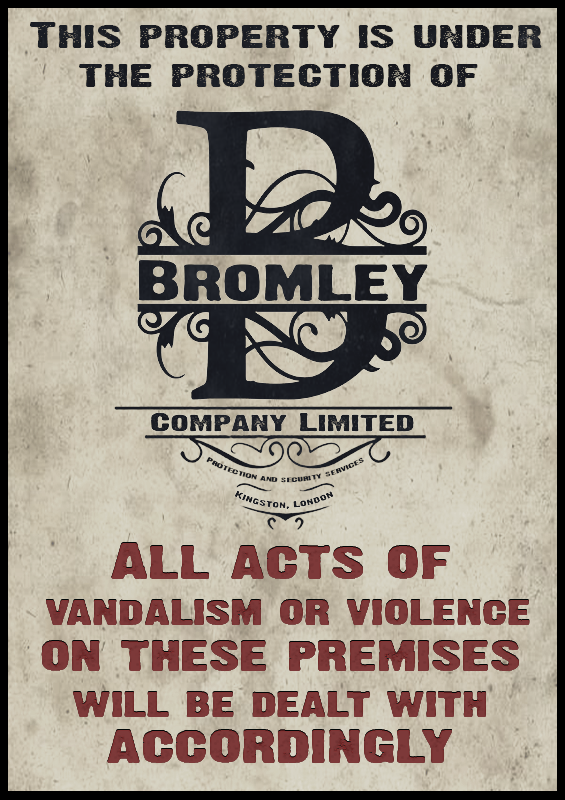 This property is under
the protection of
B
Bromley
Company Limited
Protection and Security Services
Kingston, London
All acts of
vandalism or violence
on these premises
will be dealt with
accordingly